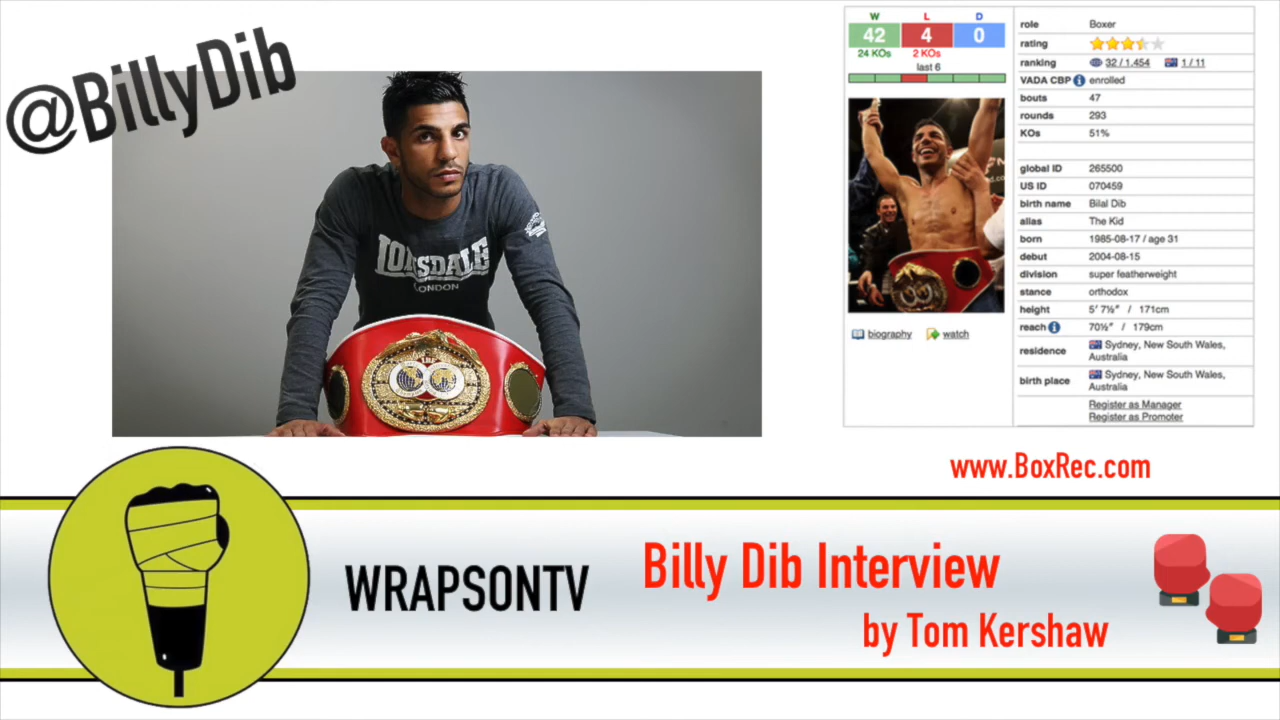 @BillyDib
LONSDALE
LONDON
W L D
42 4 0
24 KOs 2 KOs
last 6
biography watch
role Boxer
rating
ranking 32 / 1,454 1 / 11
VADA CBP enrolled
bouts 47
rounds 293
KOs 51%
global ID 265500
US ID 070459
birth name Bilal Dib
alias The Kid
born 1985-08-17 / age 31
debut 2004-08-15
division super featherweight
stance orthodox
height 5′ 7½″ / 171cm
reach 70½″ / 179cm
residence Sydney, New South Wales,
Australia
birth place Sydney, New South Wales,
Australia
Register as Manager
Register as Promoter
www.BoxRec.com
WRAPSONTV
Billy Dib Interview
by Tom Kershaw